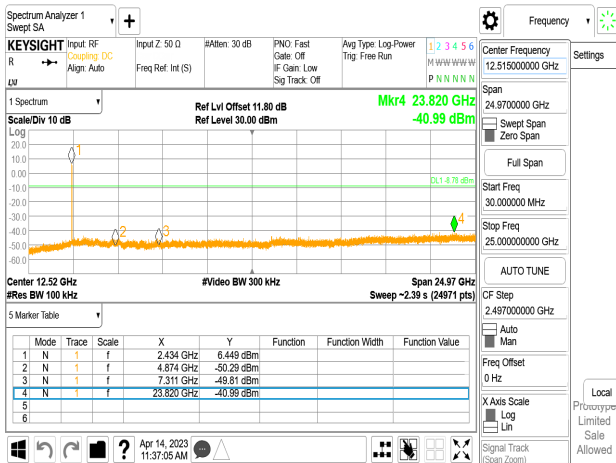 Spectrum Analyzer 1
Swept SA
+
Frequency
KEYSIGHT
R
LXI
Input: RF
Coupling: DC
Align: Auto
Input Z: 50 Ω
Freq Ref: Int (S)
#Atten: 30 dB
PNO: Fast
Gate: Off
IF Gain: Low
Sig Track: Off
Avg Type: Log-Power
Trig: Free Run
1 2 3 4 5 6
M W W W W W
P N N N N N
1 Spectrum
Scale/Div 10 dB
Ref Lvl Offset 11.80 dB
Ref Level 30.00 dBm
Mkr4 23.820 GHz
-40.99 dBm
Log
20.0
10.0
0.00
-10.0
-20.0
-30.0
-40.0
-50.0
-60.0
1
2
3
4
DL1 -8.78 dBm
Center 12.52 GHz
#Res BW 100 kHz
#Video BW 300 kHz
Span 24.97 GHz
Sweep ~2.39 s (24971 pts)
5 Marker Table
Mode Trace Scale X Y Function Function Width Function Value
1 N 1 f 2.434 GHz 6.449 dBm
2 N 1 f 4.874 GHz -50.29 dBm
3 N 1 f 7.311 GHz -49.81 dBm
4 N 1 f 23.820 GHz -40.99 dBm
5
6
?
Apr 14, 2023
11:37:05 AM
Center Frequency
12.515000000 GHz
Settings
Span
24.9700000 GHz
Swept Span
Zero Span
Full Span
Start Freq
30.000000 MHz
Stop Freq
25.000000000 GHz
AUTO TUNE
CF Step
2.497000000 GHz
Auto
Man
Freq Offset
0 Hz
X Axis Scale
Log
Lin
Signal Track
(Span Zoom)
Local
Prototype
Limited
Sale
Allowed